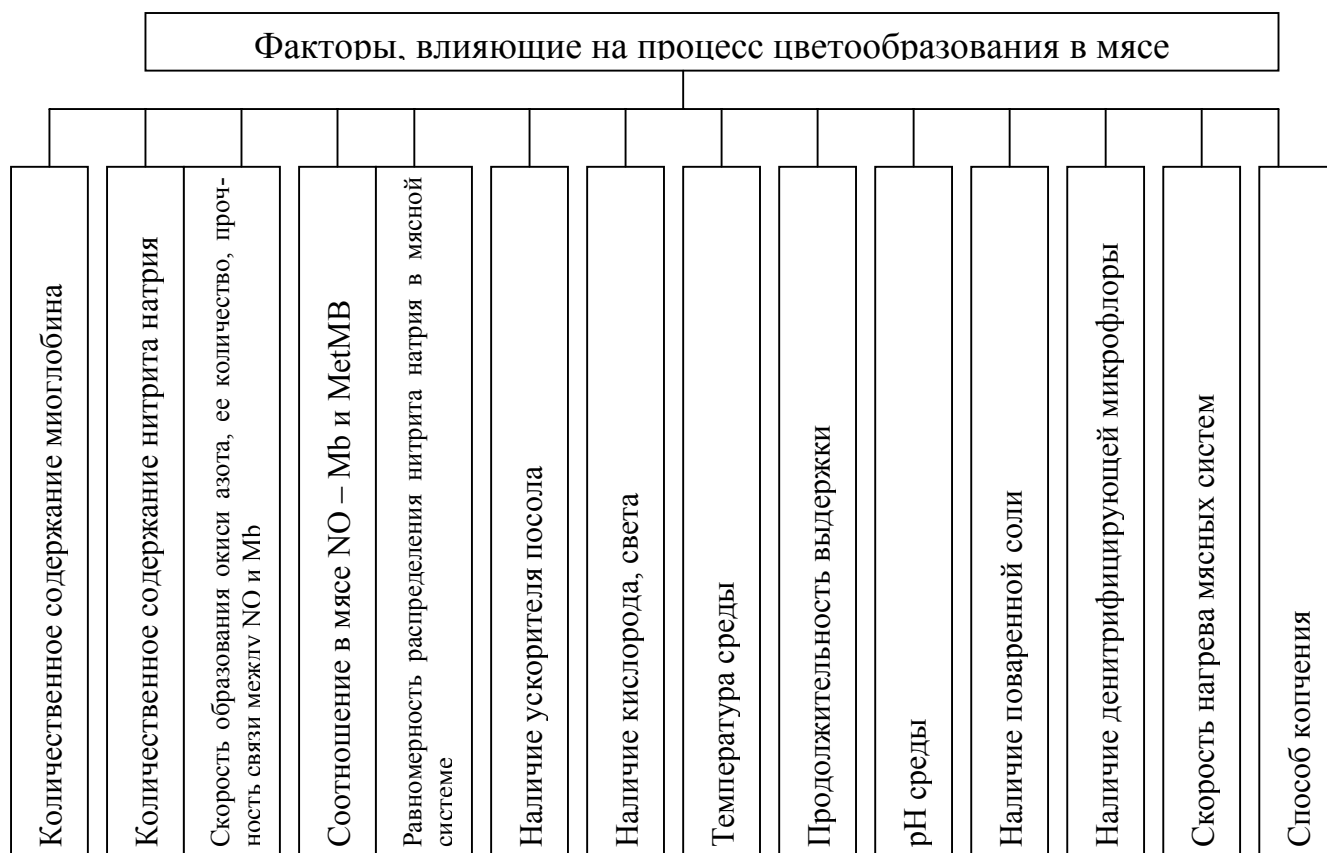 Факторы, влияющие на процесс цветообразования в мясе
Количественное содержание миоглобина
Количественное содержание нитрита натрия
Скорость образования окиси азота, ее количество, проч-
ность связи между NO и Mb
Соотношение в мясе NO – Mb и MetMB
Равномерность распределения нитрита натрия в мясной
системе
Наличие ускорителя посола
Наличие кислорода, света
Температура среды
Продолжительность выдержки
pH среды
Наличие поваренной соли
Наличие денитрифицирующей микрофлоры
Скорость нагрева мясных систем
Способ копчения